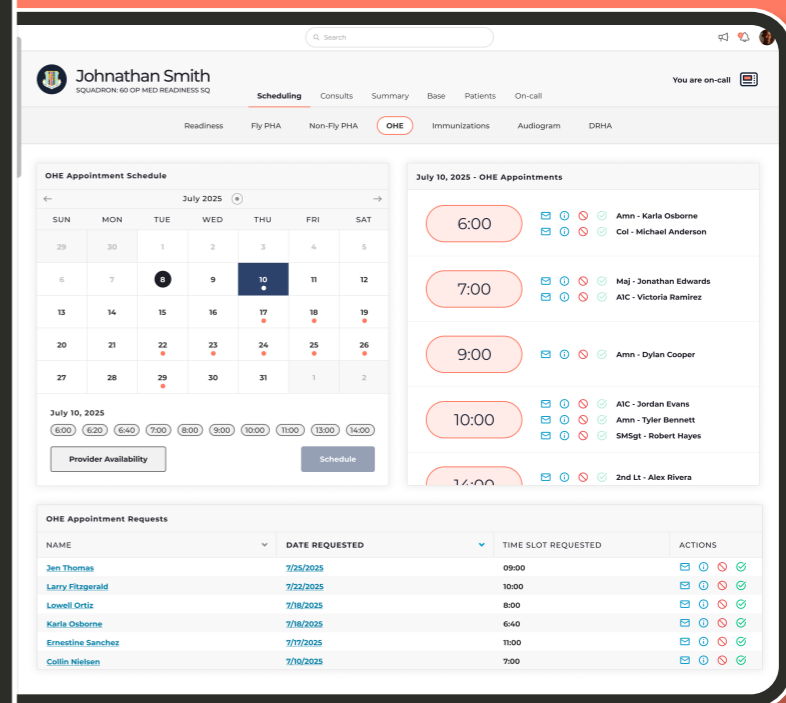 Search
Johnathan Smith
SQUADRON: 60 OP MED READINESS SQ
Scheduling Consults Summary Base Patients On-call
You are on-call
Readiness Fly PHA Non-Fly PHA OHE Immunizations Audiogram DRHA
OHE Appointment Schedule
July 2025
SUN MON TUE WED THU FRI SAT
29 30 1 2 3 4 5
6 7 8 9 10 11 12
13 14 15 16 17 18 19
20 21 22 23 24 25 26
27 28 29 30 31 1 2
July 10, 2025
6:00 6:20 6:40 7:00 8:00 9:00 10:00 11:00 13:00 14:00
Provider Availability Schedule
July 10, 2025 - OHE Appointments
6:00
Amn - Karla Osborne
Col - Michael Anderson
7:00
Maj - Jonathan Edwards
A1C - Victoria Ramirez
9:00
Amn - Dylan Cooper
10:00
A1C - Jordan Evans
Amn - Tyler Bennett
SMSgt - Robert Hayes
14:00
2nd Lt - Alex Rivera
OHE Appointment Requests
NAME DATE REQUESTED TIME SLOT REQUESTED ACTIONS
Jen Thomas 7/25/2025 09:00
Larry Fitzgerald 7/22/2025 10:00
Lowell Ortiz 7/18/2025 8:00
Karla Osborne 7/18/2025 6:40
Ernestine Sanchez 7/17/2025 11:00
Collin Nielsen 7/10/2025 7:00